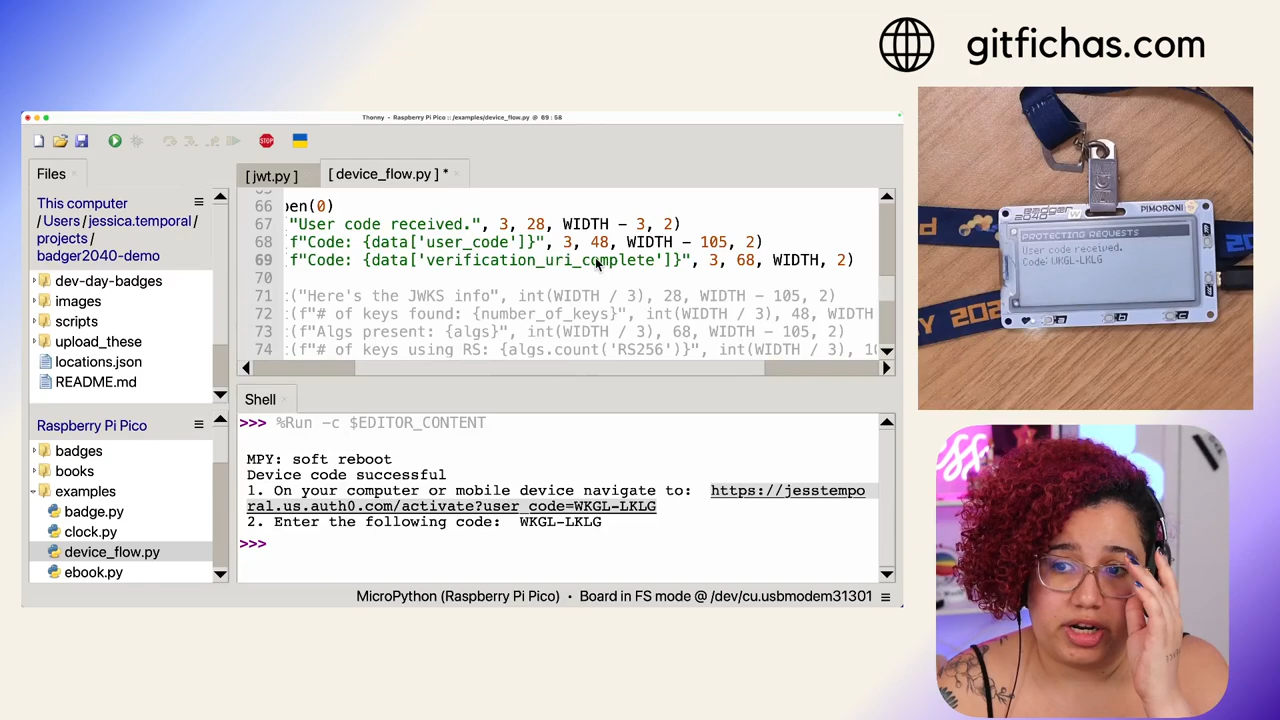 gitfichas.com
Thonny - Raspberry Pi Pico :: /examples/device_flow.py @ 69 : 58
Files
This computer
/ Users / jessica.temporal /
projects /
badger2040-demo
dev-day-badges
images
scripts
upload_these
locations.json
README.md
Raspberry Pi Pico
badges
books
examples
badge.py
clock.py
device_flow.py
ebook.py
[ jwt.py ]
[ device_flow.py ] *
66 pen(0)
67 "User code received.", 3, 28, WIDTH - 3, 2)
68 f"Code: {data['user_code']}", 3, 48, WIDTH - 105, 2)
69 f"Code: {data['verification_uri_complete']}", 3, 68, WIDTH, 2)
70
71 t("Here's the JWKS info", int(WIDTH / 3), 28, WIDTH - 105, 2)
72 t(f"# of keys found: {number_of_keys}", int(WIDTH / 3), 48, WIDTH
73 t(f"Algs present: {algs}", int(WIDTH / 3), 68, WIDTH - 105, 2)
74 t(f"# of keys using RS: {algs.count('RS256')}", int(WIDTH / 3), 10
Shell
>>> %Run -c $EDITOR_CONTENT
MPY: soft reboot
Device code successful
1. On your computer or mobile device navigate to: https://jesstempo
ral.us.auth0.com/activate?user_code=WKGL-LKLG
2. Enter the following code: WKGL-LKLG
>>>
MicroPython (Raspberry Pi Pico) • Board in FS mode @ /dev/cu.usbmodem31301
badger
2040 W
PIMORONI
PROTECTING REQUESTS
User code received.
Code: WKGL-LKLG
a b c